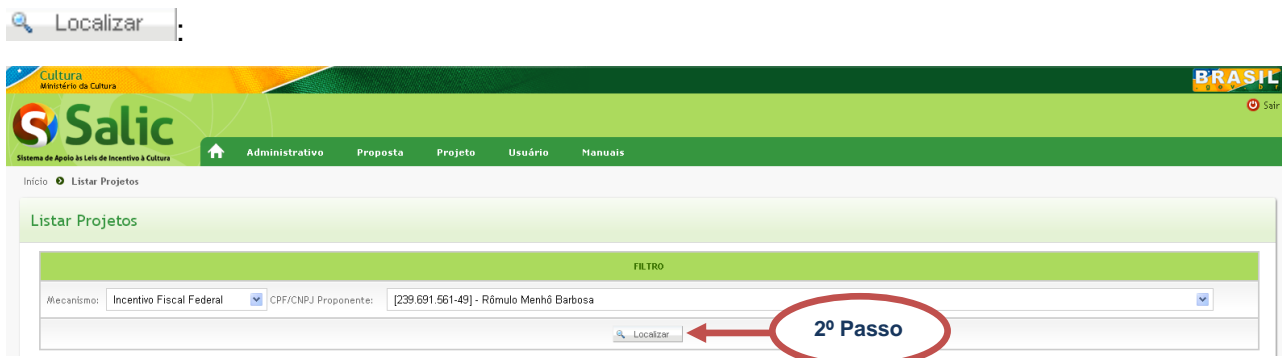 Localizar :
Cultura
Ministério da Cultura
BRASIL
.gov.br
Sair
Salic
Sistema de Apoio às Leis de Incentivo à Cultura
Administrativo Proposta Projeto Usuário Manuais
Início Listar Projetos
Listar Projetos
FILTRO
Mecanismo: Incentivo Fiscal Federal CPF/CNPJ Proponente: [239.691.561-49] - Rômulo Menhô Barbosa
Localizar 2º Passo